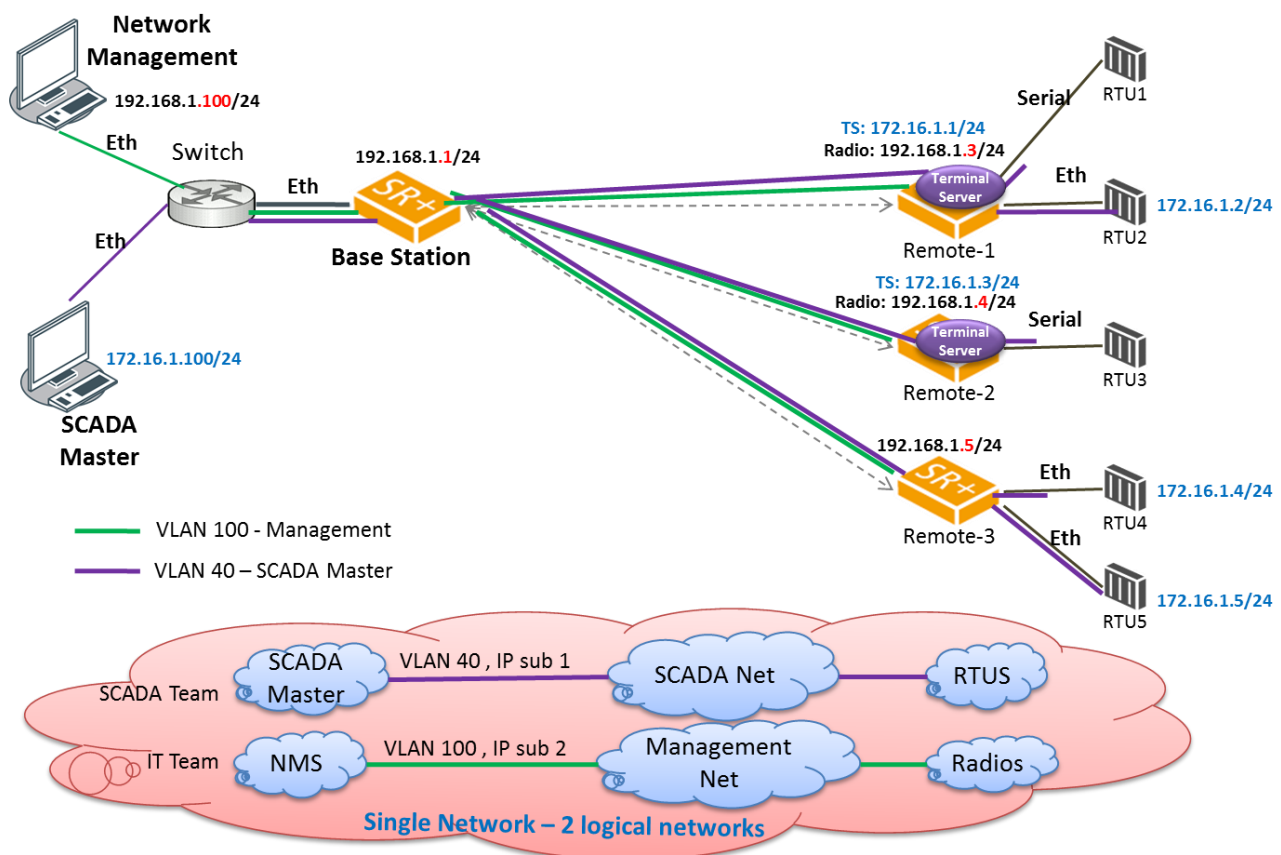 Network
Management
192.168.1.100/24
Eth
Switch
Eth
Eth
192.168.1.1/24
SR+
Base Station
172.16.1.100/24
SCADA
Master
TS: 172.16.1.1/24
Radio: 192.168.1.3/24
Terminal
Server
Remote-1
Serial
RTU1
Eth
172.16.1.2/24
RTU2
TS: 172.16.1.3/24
Radio: 192.168.1.4/24
Terminal
Server
Remote-2
Serial
RTU3
192.168.1.5/24
SR+
Remote-3
Eth
172.16.1.4/24
RTU4
Eth
172.16.1.5/24
RTU5
VLAN 100 - Management
VLAN 40 – SCADA Master
SCADA Team
SCADA
Master
VLAN 40 , IP sub 1
SCADA Net
RTUS
IT Team
NMS
VLAN 100 , IP sub 2
Management
Net
Radios
Single Network – 2 logical networks